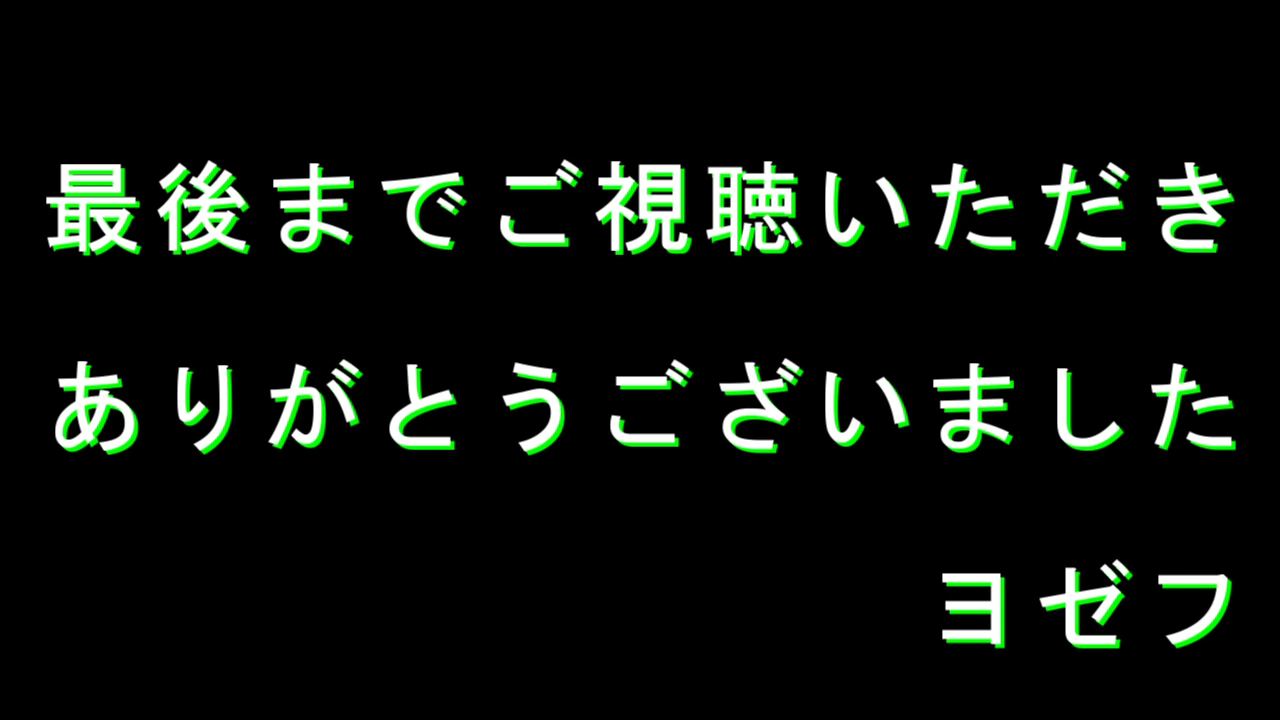 最後までご視聴いただき
ありがとうございました
ヨゼフ